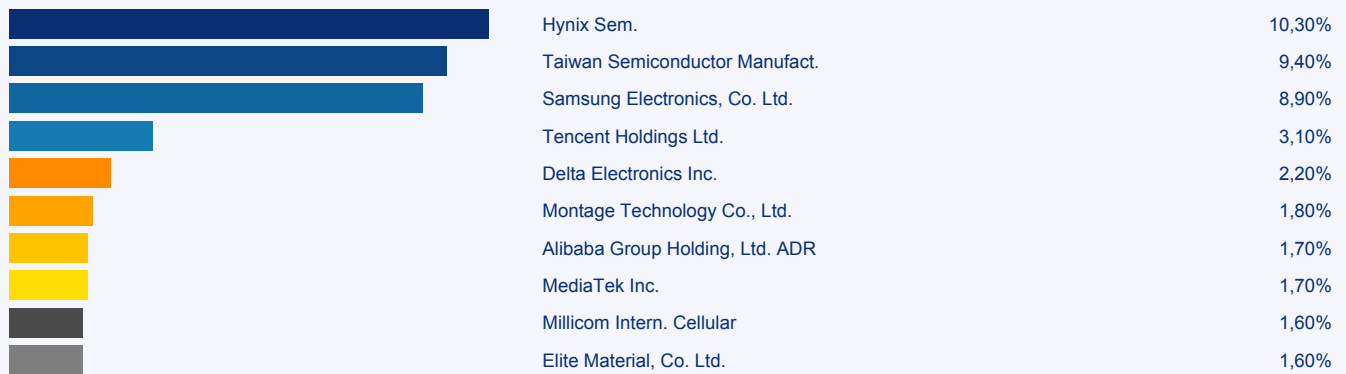 Hynix Sem. 10,30%
Taiwan Semiconductor Manufact. 9,40%
Samsung Electronics, Co. Ltd. 8,90%
Tencent Holdings Ltd. 3,10%
Delta Electronics Inc. 2,20%
Montage Technology Co., Ltd. 1,80%
Alibaba Group Holding, Ltd. ADR 1,70%
MediaTek Inc. 1,70%
Millicom Intern. Cellular 1,60%
Elite Material, Co. Ltd. 1,60%